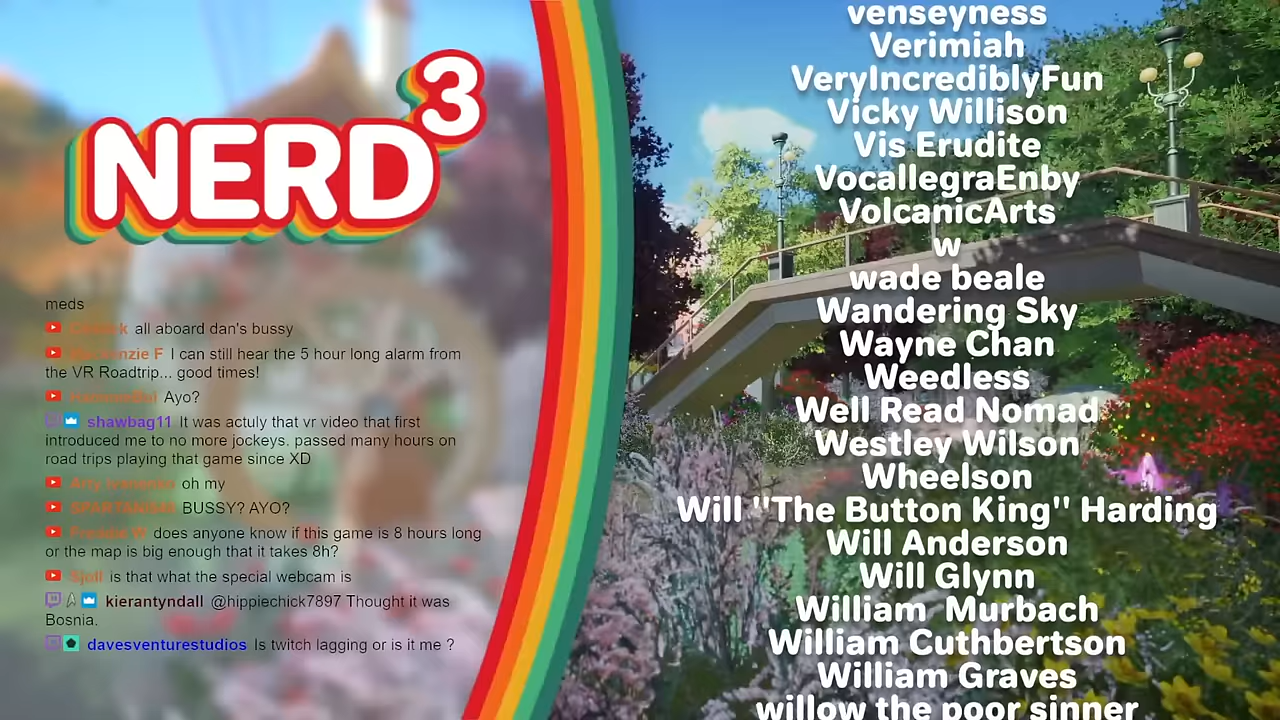 NERD³
meds
all aboard dan's bussy
I can still hear the 5 hour long alarm from
the VR Roadtrip... good times!
Ayo?
shawbag11 It was actuly that vr video that first
introduced me to no more jockeys. passed many hours on
road trips playing that game since XD
oh my
BUSSY? AYO?
does anyone know if this game is 8 hours long
or the map is big enough that it takes 8h?
is that what the special webcam is
kierantyndall @hippiechick7897 Thought it was
Bosnia.
davesventurestudios Is twitch lagging or is it me ?
venseyness
Verimiah
VeryIncrediblyFun
Vicky Willison
Vis Erudite
VocallegraEnby
VolcanicArts
w
wade beale
Wandering Sky
Wayne Chan
Weedless
Well Read Nomad
Westley Wilson
Wheelson
Will "The Button King" Harding
Will Anderson
Will Glynn
William  Murbach
William Cuthbertson
William Graves
willow the poor sinner